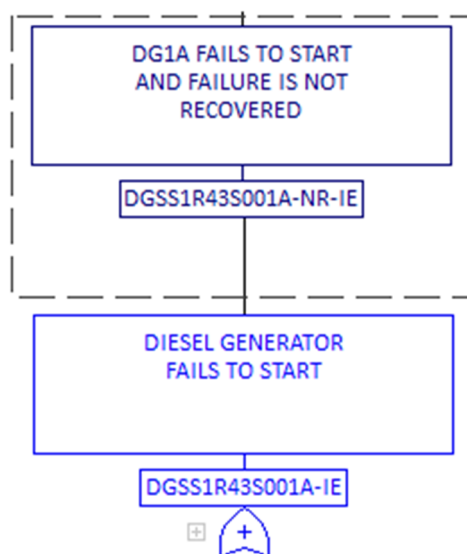 DG1A FAILS TO START
AND FAILURE IS NOT
RECOVERED
DGSS1R43S001A-NR-IE
DIESEL GENERATOR
FAILS TO START
DGSS1R43S001A-IE
+
+